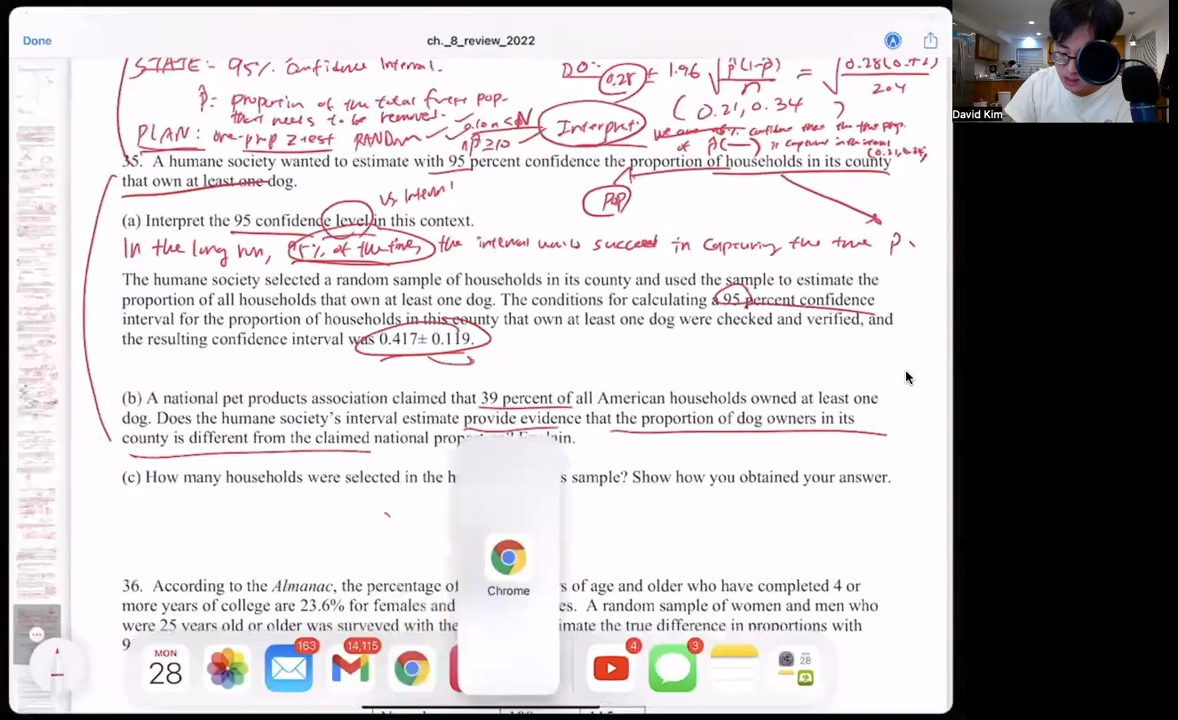 Done
ch._8_review_2022
STATE:- 95% Confidence Interval.
DO: 0.28 ± 1.96 √ p̂(1-p̂) / n = √ 0.28(0.72) / 204
p̂: proportion of the total trees pop.
that needs to be removed.
( 0.21, 0.34 )
PLAN: one-prop z test RANDOM
Interpret:
35. A humane society wanted to estimate with 95 percent confidence the proportion of households in its county
that own at least one dog.
vs Interval
Pop
(a) Interpret the 95 confidence level in this context.
In the long run, 95% of the time, the interval will succeed in capturing the true p.
The humane society selected a random sample of households in its county and used the sample to estimate the
proportion of all households that own at least one dog. The conditions for calculating a 95 percent confidence
interval for the proportion of households in this county that own at least one dog were checked and verified, and
the resulting confidence interval was 0.417± 0.119.
(b) A national pet products association claimed that 39 percent of all American households owned at least one
dog. Does the humane society's interval estimate provide evidence that the proportion of dog owners in its
county is different from the claimed national
(c) How many households were selected in the h s sample? Show how you obtained your answer.
36. According to the Almanac, the percentage of s of age and older who have completed 4 or
more years of college are 23.6% for females and es. A random sample of women and men who
were 25 years old or older was surveyed with the imate the true difference in proportions with
9
Chrome
MON
28
163
14,115
4
3
28
David Kim